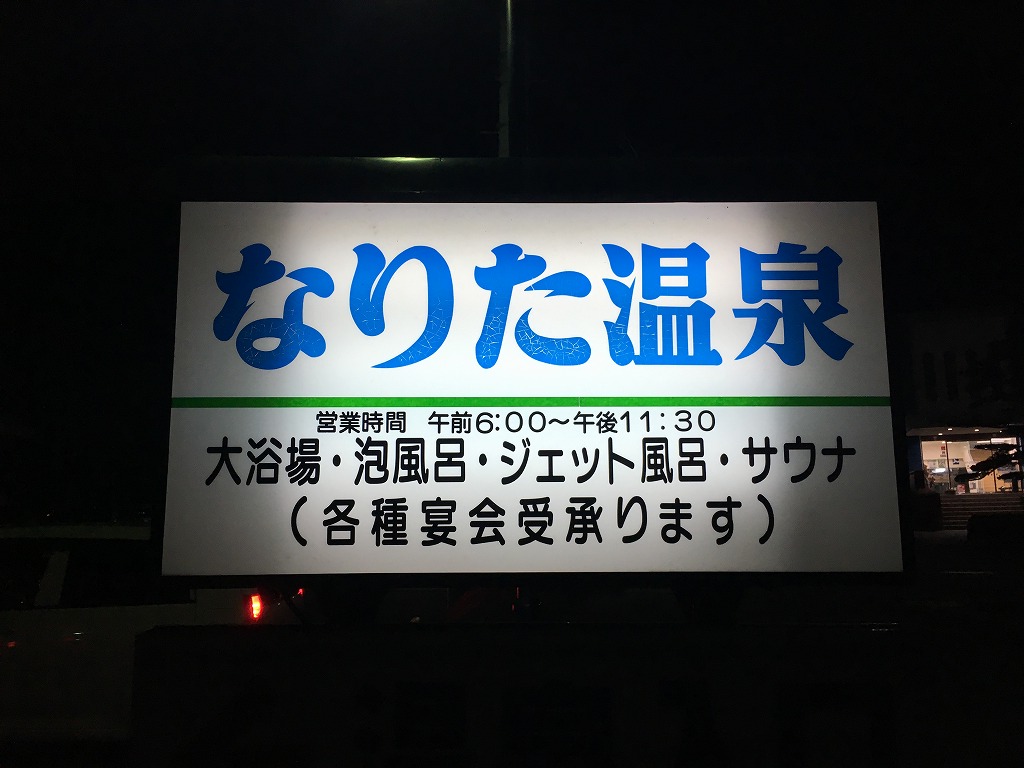 なりた温泉
営業時間 午前6:00〜午後11:30
大浴場・泡風呂・ジェット風呂・サウナ
(各種宴会受承ります)